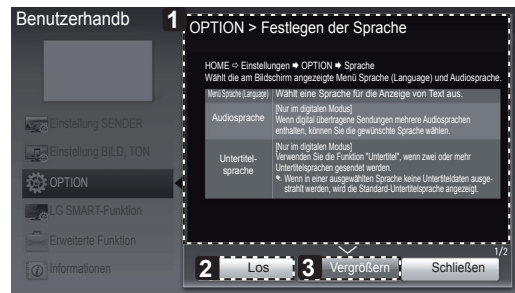 Benutzerhandb
1
OPTION > Festlegen der Sprache
HOME ⇨ Einstellungen ➡ OPTION ➡ Sprache
Wählt die am Bildschirm angezeigte Menü Sprache (Language) und Audiosprache.
Menü Sprache (Language) Wählt eine Sprache für die Anzeige von Text aus.
Audiosprache
[Nur im digitalen Modus]
Wenn digital übertragene Sendungen mehrere Audiosprachen
enthalten, können Sie die gewünschte Sprache wählen.
Untertitel-
sprache
[Nur im digitalen Modus]
Verwenden Sie die Funktion "Untertitel", wenn zwei oder mehr
Untertitelsprachen gesendet werden.
Wenn in einer ausgewählten Sprache keine Untertiteldaten ausge-
strahlt werden, wird die Standard-Untertitelsprache angezeigt.
Einstellung SENDER
Einstellung BILD, TON
OPTION
LG SMART-Funktion
Erweiterte Funktion
Informationen
1/2
2 Los
3 Vergrößern
Schließen